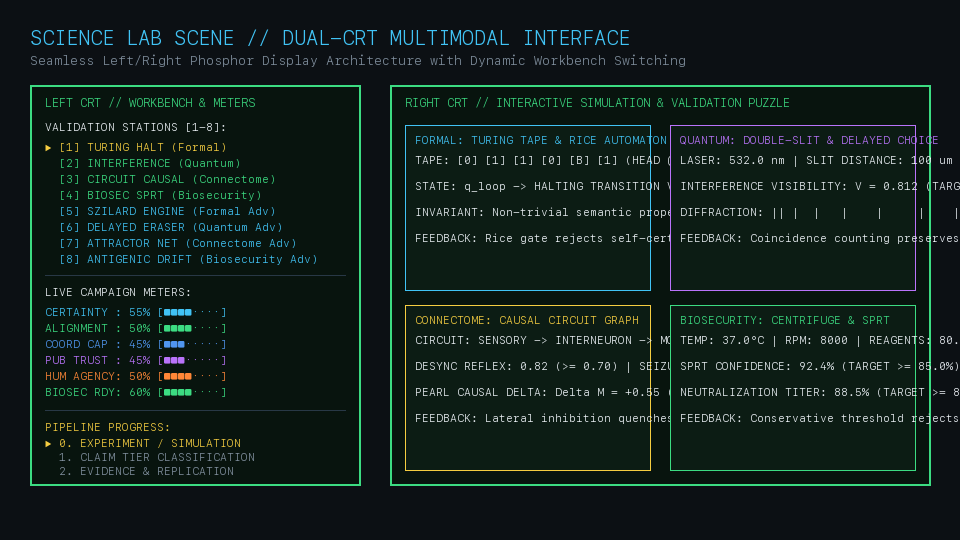 SCIENCE LAB SCENE // DUAL-CRT MULTIMODAL INTERFACE
Seamless Left/Right Phosphor Display Architecture with Dynamic Workbench Switching
LEFT CRT // WORKBENCH & METERS
VALIDATION STATIONS [1-8]:
► [1] TURING HALT (Formal)
[2] INTERFERENCE (Quantum)
[3] CIRCUIT CAUSAL (Connectome)
[4] BIOSEC SPRT (Biosecurity)
[5] SZILARD ENGINE (Formal Adv)
[6] DELAYED ERASER (Quantum Adv)
[7] ATTRACTOR NET (Connectome Adv)
[8] ANTIGENIC DRIFT (Biosecurity Adv)
LIVE CAMPAIGN METERS:
CERTAINTY : 55% [■■■■····]
ALIGNMENT : 50% [■■■■····]
COORD CAP : 45% [■■■·····]
PUB TRUST : 45% [■■■·····]
HUM AGENCY: 50% [■■■■····]
BIOSEC RDY: 60% [■■■■····]
PIPELINE PROGRESS:
► 0. EXPERIMENT / SIMULATION
1. CLAIM TIER CLASSIFICATION
2. EVIDENCE & REPLICATION
RIGHT CRT // INTERACTIVE SIMULATION & VALIDATION PUZZLE
FORMAL: TURING TAPE & RICE AUTOMATON
TAPE: [0] [1] [1] [0] [B] [1] (HEAD
STATE: q_loop -> HALTING TRANSITION
INVARIANT: Non-trivial semantic prope
FEEDBACK: Rice gate rejects self-cert
QUANTUM: DOUBLE-SLIT & DELAYED CHOICE
LASER: 532.0 nm | SLIT DISTANCE: 100 um
INTERFERENCE VISIBILITY: V = 0.812 (TARG
DIFFRACTION: || |  |   |    |     |    |
FEEDBACK: Coincidence counting preserves
CONNECTOME: CAUSAL CIRCUIT GRAPH
CIRCUIT: SENSORY -> INTERNEURON -> MO
DESYNC REFLEX: 0.82 (>= 0.70) | SEIZU
PEARL CAUSAL DELTA: Delta M = +0.55
FEEDBACK: Lateral inhibition quenches
BIOSECURITY: CENTRIFUGE & SPRT
TEMP: 37.0°C | RPM: 8000 | REAGENTS: 80.
SPRT CONFIDENCE: 92.4% (TARGET >= 85.0%)
NEUTRALIZATION TITER: 88.5% (TARGET >= 8
FEEDBACK: Conservative threshold rejects